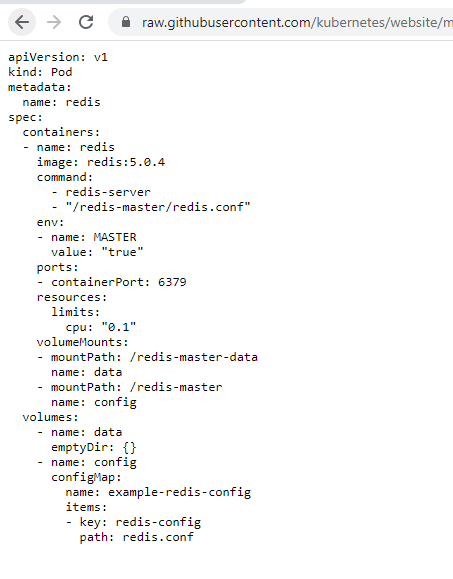 raw.githubusercontent.com/kubernetes/website/m
apiVersion: v1
kind: Pod
metadata:
  name: redis
spec:
  containers:
  - name: redis
    image: redis:5.0.4
    command:
      - redis-server
      - "/redis-master/redis.conf"
    env:
    - name: MASTER
      value: "true"
    ports:
    - containerPort: 6379
    resources:
      limits:
        cpu: "0.1"
    volumeMounts:
    - mountPath: /redis-master-data
      name: data
    - mountPath: /redis-master
      name: config
  volumes:
    - name: data
      emptyDir: {}
    - name: config
      configMap:
        name: example-redis-config
        items:
        - key: redis-config
          path: redis.conf